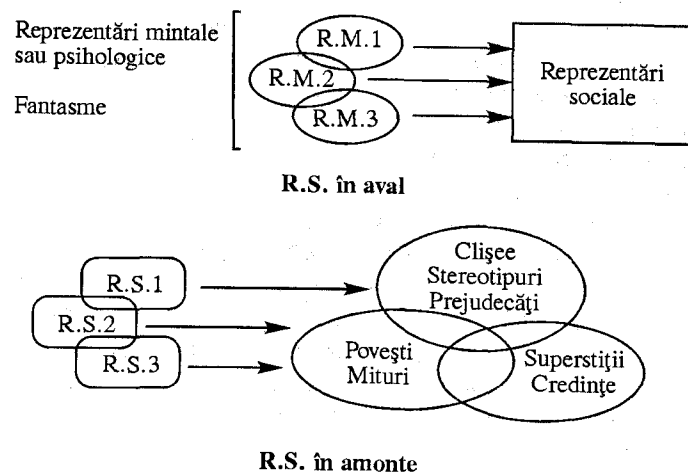 Reprezentări mintale
sau psihologice
Fantasme
R.M.1
R.M.2
R.M.3
Reprezentări
sociale
R.S. în aval
R.S.1
R.S.2
R.S.3
Clişee
Stereotipuri
Prejudecăţi
Poveşti
Mituri
Superstiţii
Credinţe
R.S. în amonte